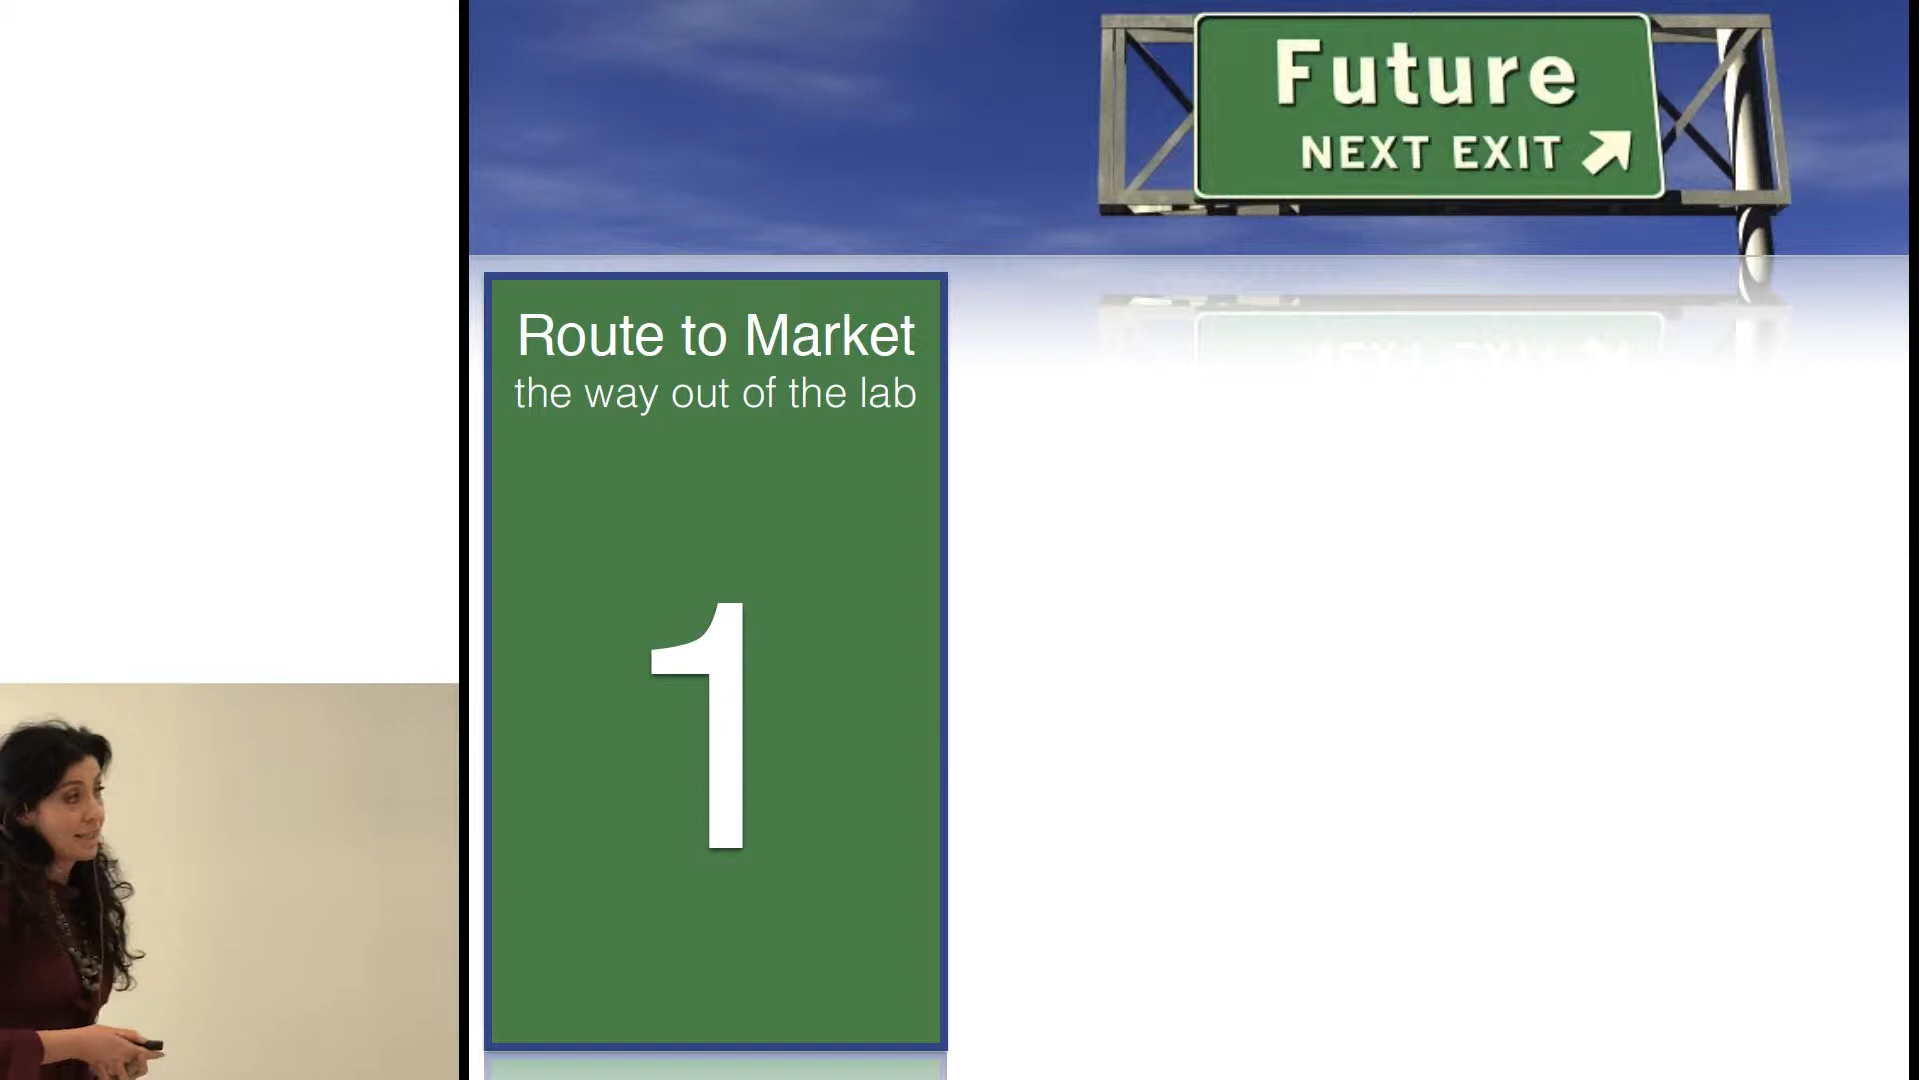 Future
NEXT EXIT
Route to Market
the way out of the lab
1